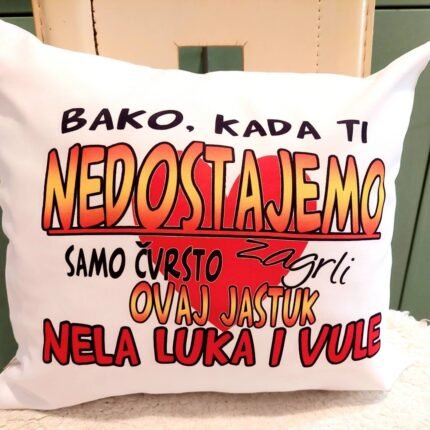 BAKO, KADA TI
NEDOSTAJEMO
SAMO ČVRSTO zagrli
OVAJ JASTUK
NELA LUKA I VULE